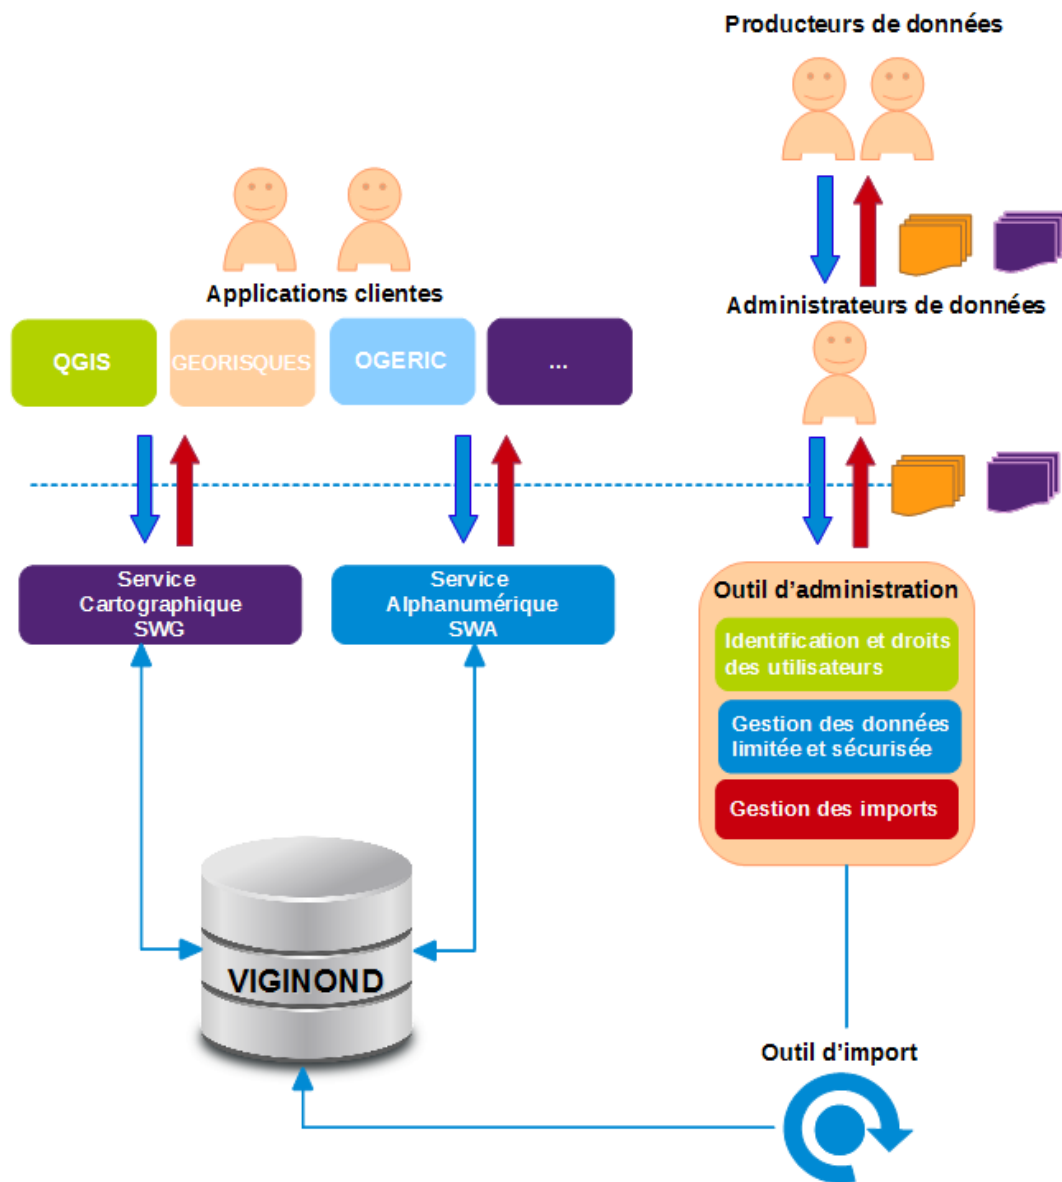 Producteurs de données
Applications clientes
Administrateurs de données
QGIS
GEORISQUES
OGERIC
...
Service
Cartographique
SWG
Service
Alphanumérique
SWA
Outil d’administration
Identification et droits
des utilisateurs
Gestion des données
limitée et sécurisée
Gestion des imports
VIGINOND
Outil d’import